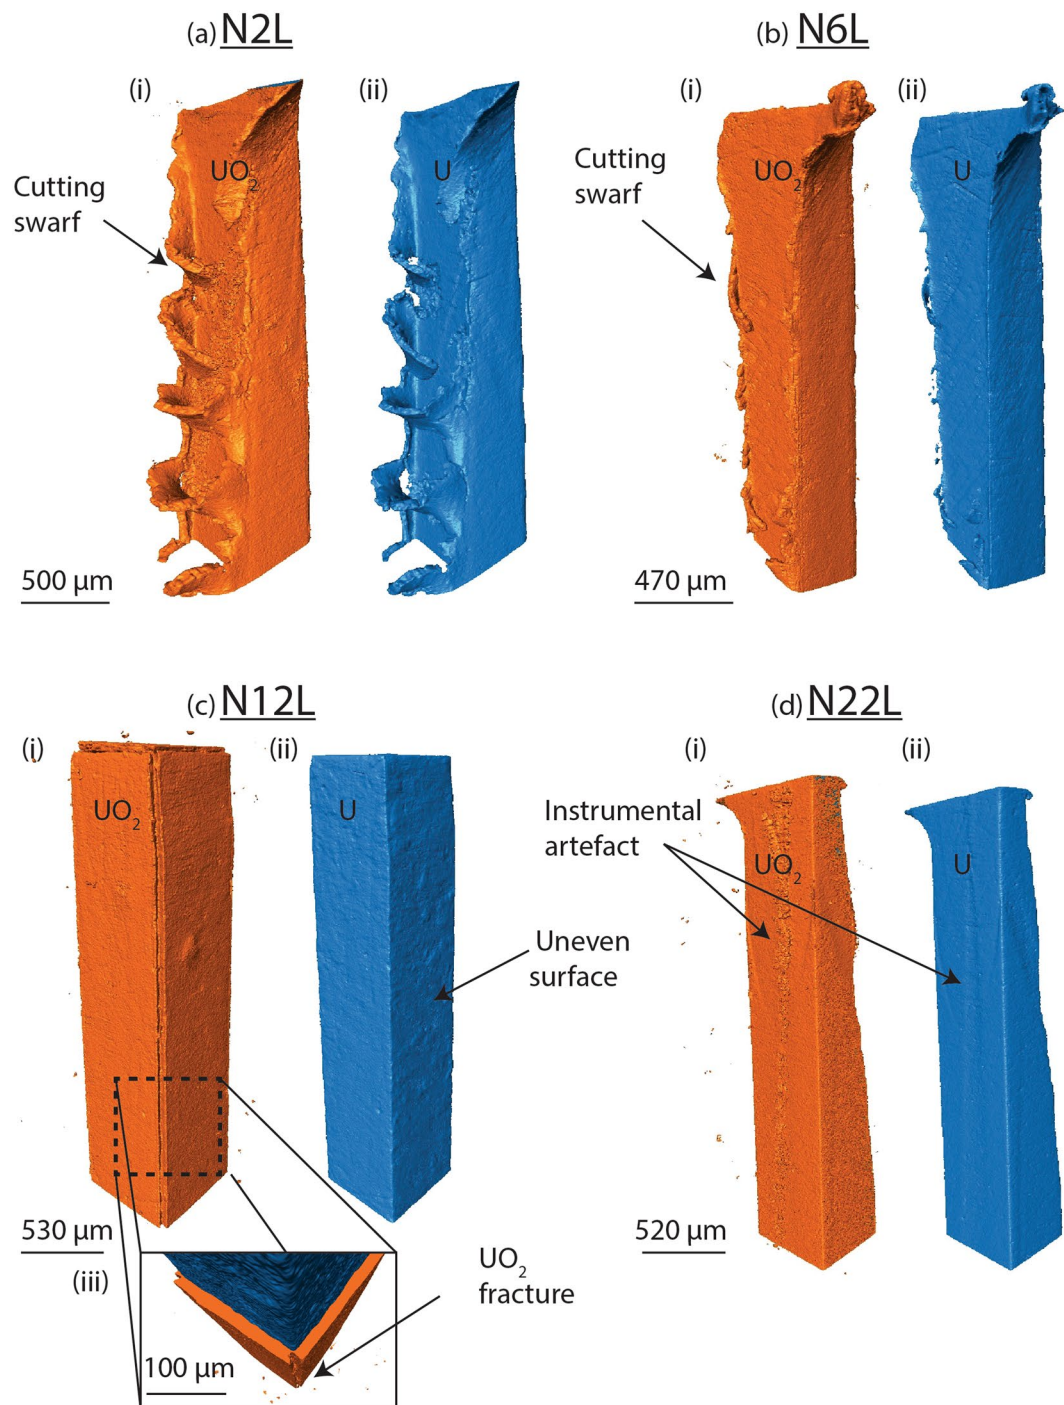 (a) N2L
(i)
(ii)
UO2
U
Cutting
swarf
500 μm
(b) N6L
(i)
(ii)
UO2
U
Cutting
swarf
470 μm
(c) N12L
(i)
(ii)
UO2
U
Uneven
surface
530 μm
(iii)
100 μm
UO2
fracture
(d) N22L
(i)
(ii)
Instrumental
artefact
UO2
U
520 μm